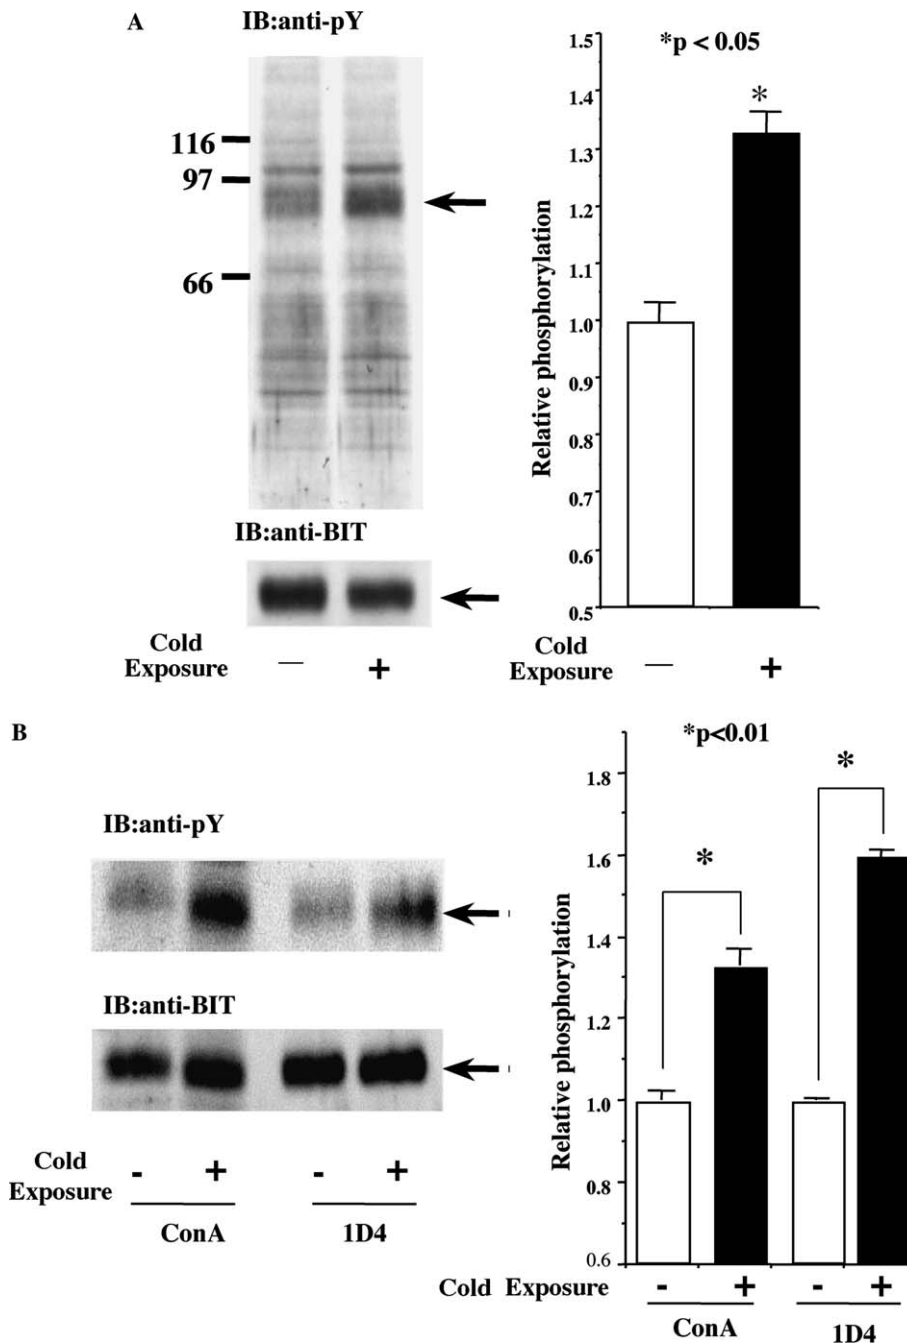 A
IB:anti-pY
116
97
66
IB:anti-BIT
Cold
Exposure
— +
*p < 0.05
*
1.5
1.4
1.3
1.2
1.1
1.0
0.9
0.8
0.7
0.6
0.5
Relative phosphorylation
Cold
Exposure
— +
B
IB:anti-pY
IB:anti-BIT
Cold
Exposure
- + - +
ConA 1D4
*p<0.01
*
*
1.8
1.6
1.4
1.2
1.0
0.8
0.6
Relative phosphorylation
Cold Exposure - + - +
ConA 1D4